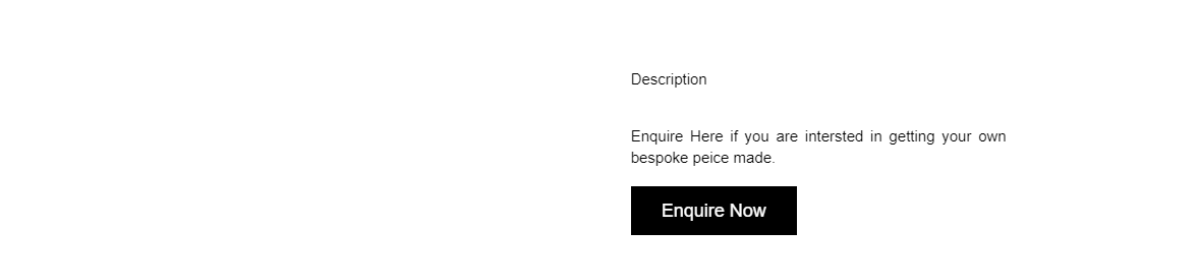 Description
Enquire Here if you are intersted in getting your own
bespoke peice made.
Enquire Now